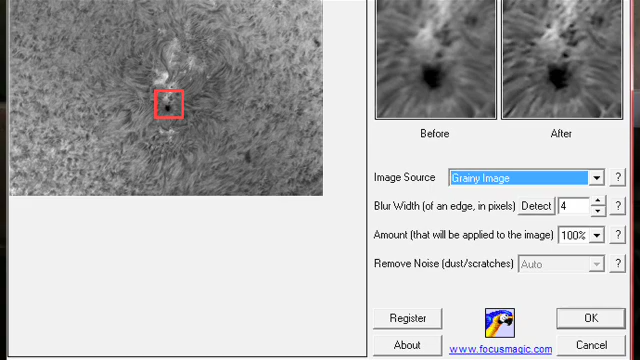 Before
After
Image Source
Grainy Image
?
Blur Width (of an edge, in pixels)
Detect
4
?
Amount (that will be applied to the image)
100%
?
Remove Noise (dust/scratches)
Auto
?
Register
OK
About
www.focusmagic.com
Cancel